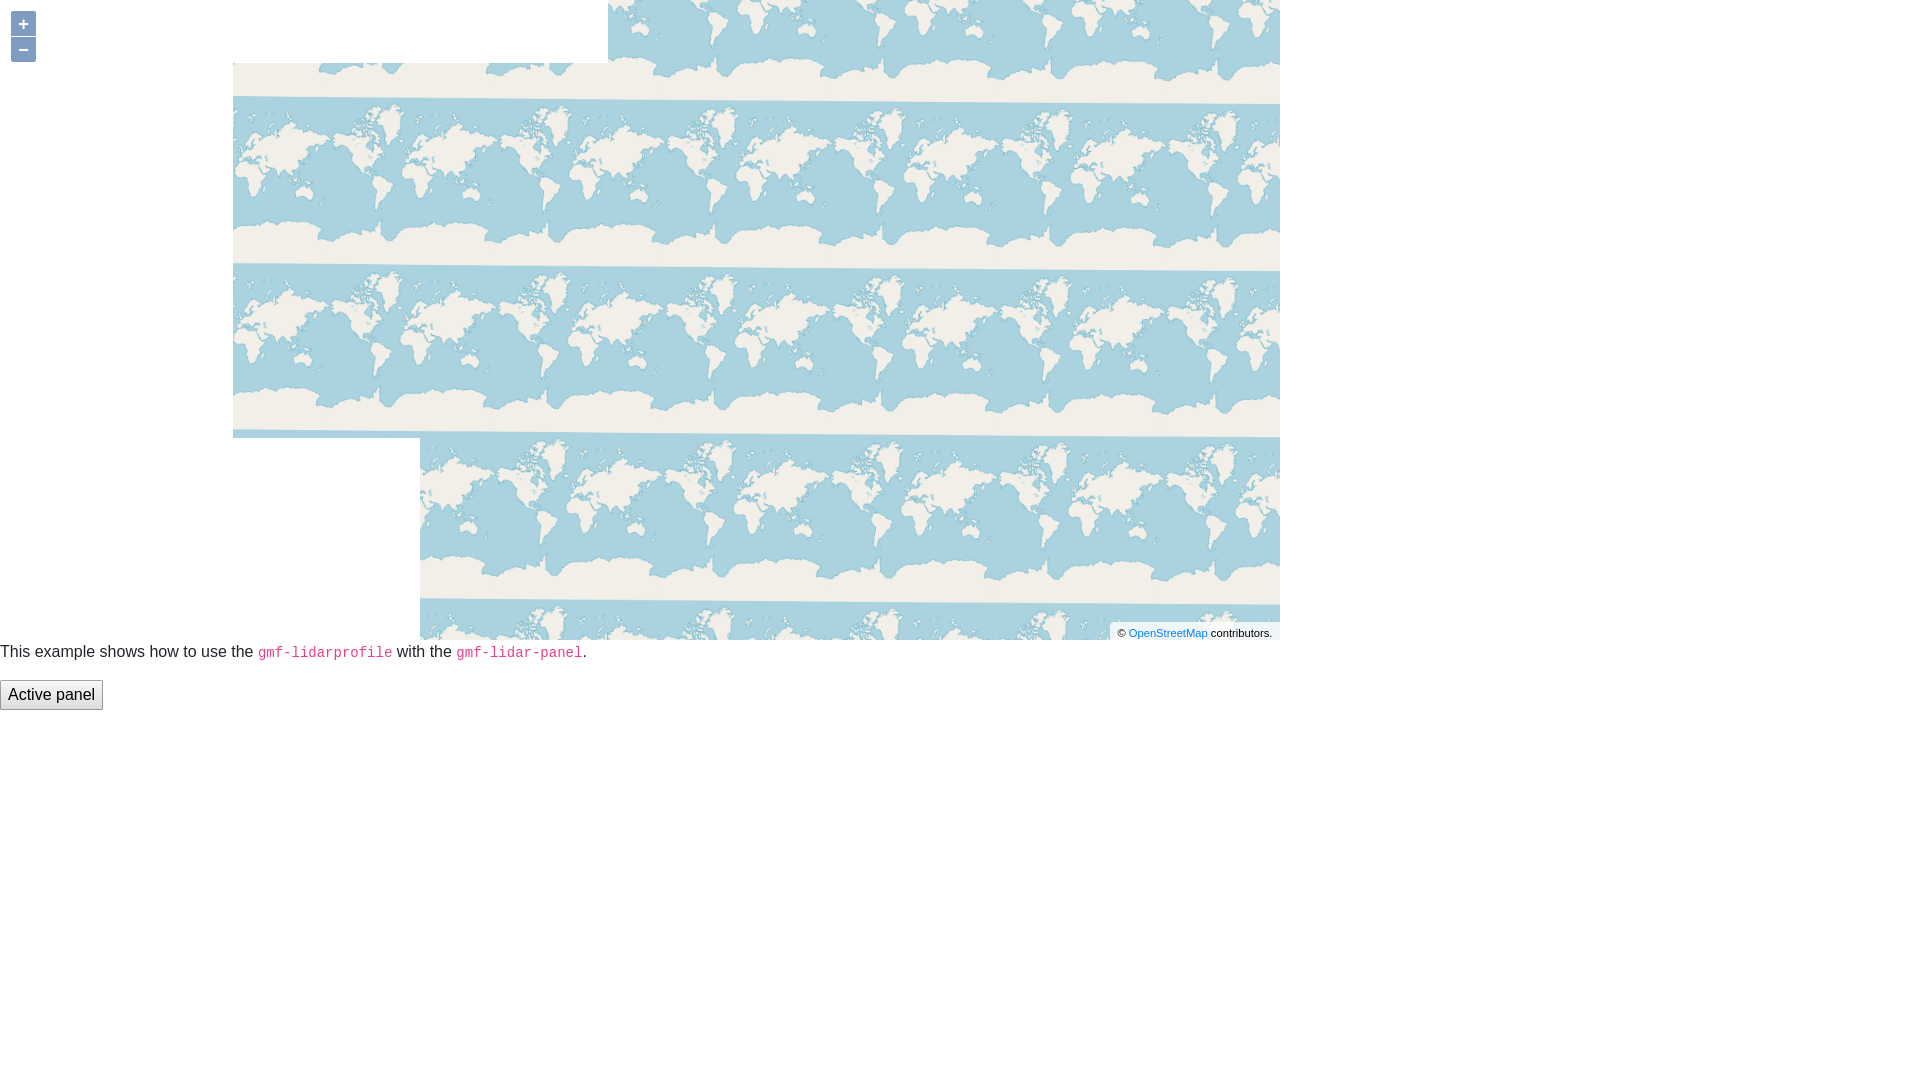 +
−
© OpenStreetMap contributors.
This example shows how to use the gmf-lidarprofile with the gmf-lidar-panel.
Active panel